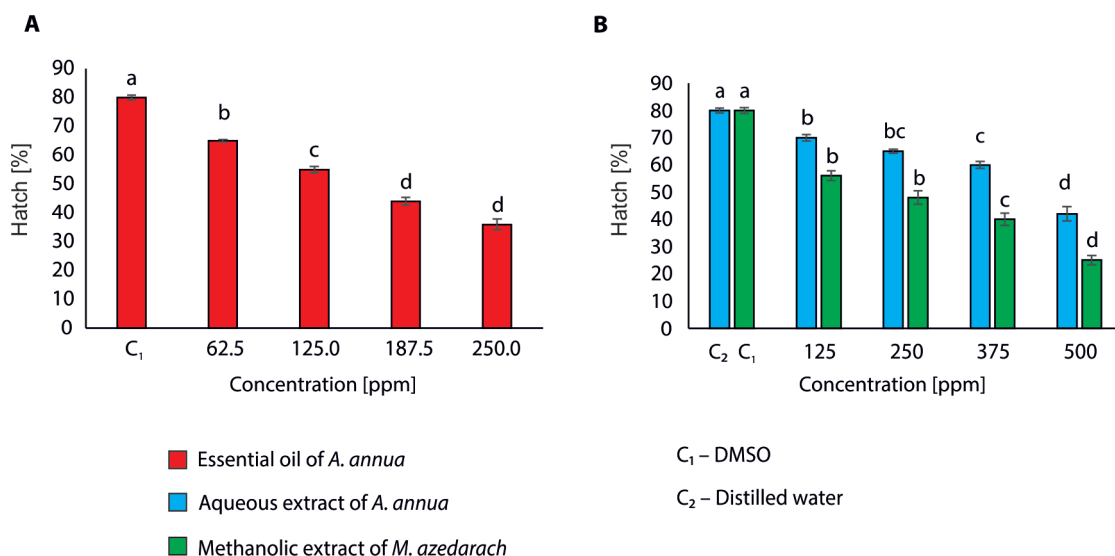 A
Hatch [%]
90
80
70
60
50
40
30
20
10
0
a
b
c
d
d
C₁ 62.5 125.0 187.5 250.0
Concentration [ppm]
B
Hatch [%]
90
80
70
60
50
40
30
20
10
0
a a
b
b
bc
b
c
c
d
d
C₂ C₁ 125 250 375 500
Concentration [ppm]
Essential oil of A. annua
Aqueous extract of A. annua
Methanolic extract of M. azedarach
C₁ – DMSO
C₂ – Distilled water